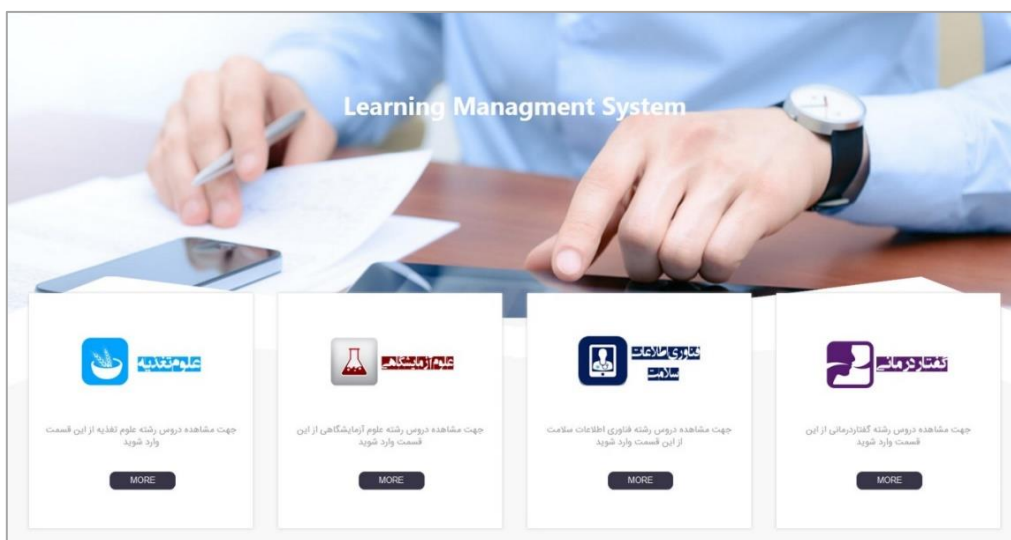 Learning Managment System
گفتاردرمانی
فناوری اطلاعات
سلامت
علوم آزمایشگاهی
علوم تغذیه
جهت مشاهده دروس رشته گفتاردرمانی از این
قسمت وارد شوید
MORE
جهت مشاهده دروس رشته فناوری اطلاعات سلامت
از این قسمت وارد شوید
MORE
جهت مشاهده دروس رشته علوم آزمایشگاهی از این
قسمت وارد شوید
MORE
جهت مشاهده دروس رشته علوم تغذیه از این قسمت
وارد شوید
MORE